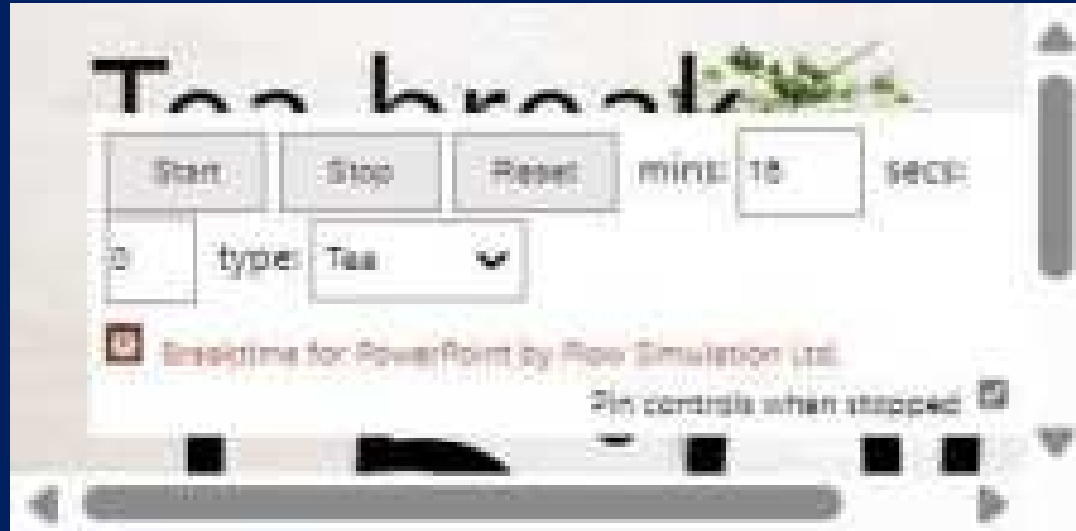 Tea break
Start Stop Reset mins: secs:
0 type: Tea
Breaktime for PowerPoint by Flow Simulation Ltd.
Pin controls when stopped